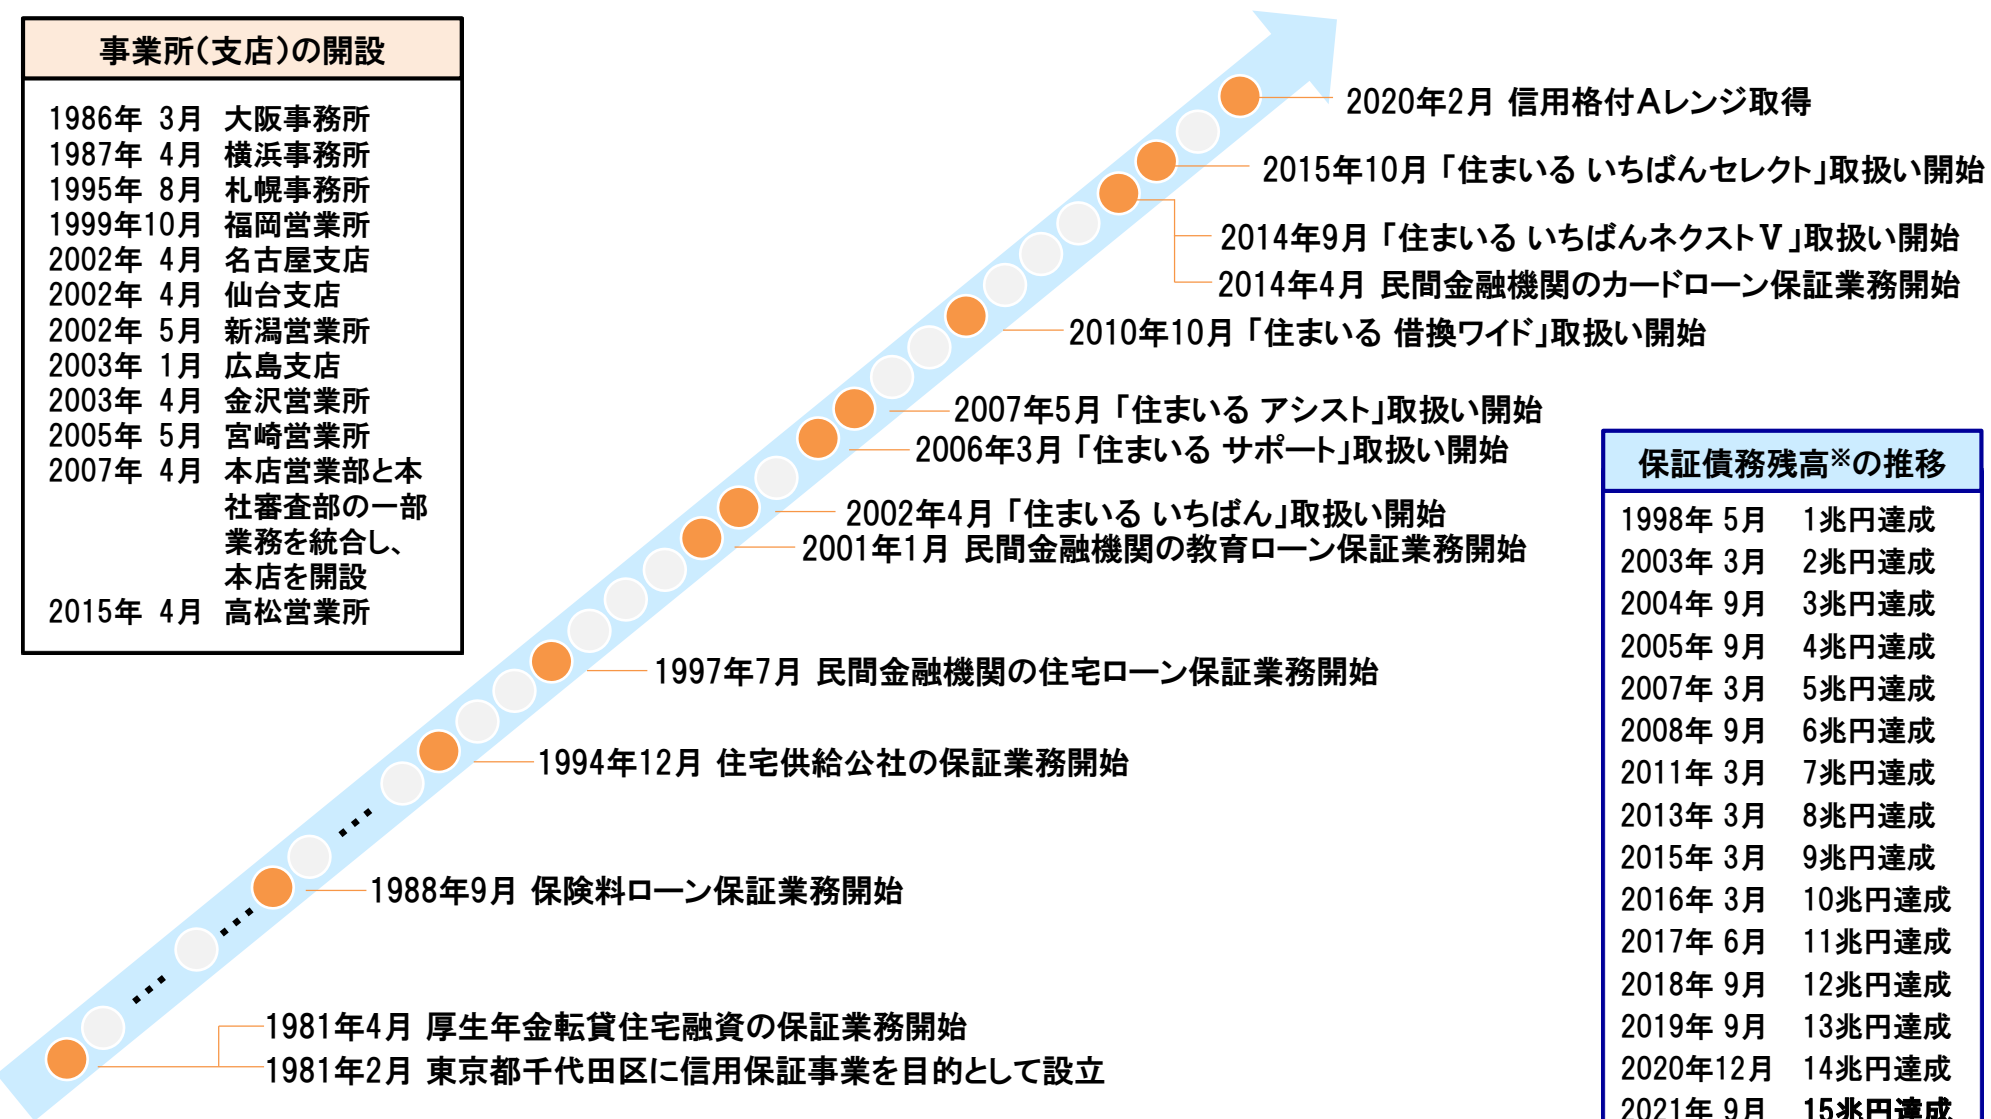 事業所(支店)の開設
1986年 3月 大阪事務所
1987年 4月 横浜事務所
1995年 8月 札幌事務所
1999年10月 福岡営業所
2002年 4月 名古屋支店
2002年 4月 仙台支店
2002年 5月 新潟営業所
2003年 1月 広島支店
2003年 4月 金沢営業所
2005年 5月 宮崎営業所
2007年 4月 本店営業部と本
社審査部の一部
業務を統合し、
本店を開設
2015年 4月 高松営業所
2020年2月 信用格付Aレンジ取得
2015年10月 「住まいる いちばんセレクト」取扱い開始
2014年9月 「住まいる いちばんネクストⅤ」取扱い開始
2014年4月 民間金融機関のカードローン保証業務開始
2010年10月 「住まいる 借換ワイド」取扱い開始
2007年5月 「住まいる アシスト」取扱い開始
2006年3月 「住まいる サポート」取扱い開始
2002年4月 「住まいる いちばん」取扱い開始
2001年1月 民間金融機関の教育ローン保証業務開始
1997年7月 民間金融機関の住宅ローン保証業務開始
1994年12月 住宅供給公社の保証業務開始
1988年9月 保険料ローン保証業務開始
1981年4月 厚生年金転貸住宅融資の保証業務開始
1981年2月 東京都千代田区に信用保証事業を目的として設立
保証債務残高※の推移
1998年 5月 1兆円達成
2003年 3月 2兆円達成
2004年 9月 3兆円達成
2005年 9月 4兆円達成
2007年 3月 5兆円達成
2008年 9月 6兆円達成
2011年 3月 7兆円達成
2013年 3月 8兆円達成
2015年 3月 9兆円達成
2016年 3月 10兆円達成
2017年 6月 11兆円達成
2018年 9月 12兆円達成
2019年 9月 13兆円達成
2020年12月 14兆円達成
2021年 9月 15兆円達成